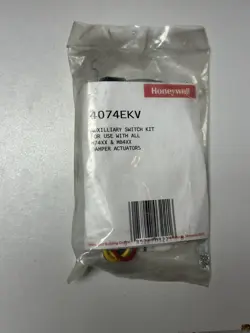 Honeywell
4074EKV
AUXILLIARY SWITCH KIT
FOR USE WITH ALL
DAMPER ACTUATORS